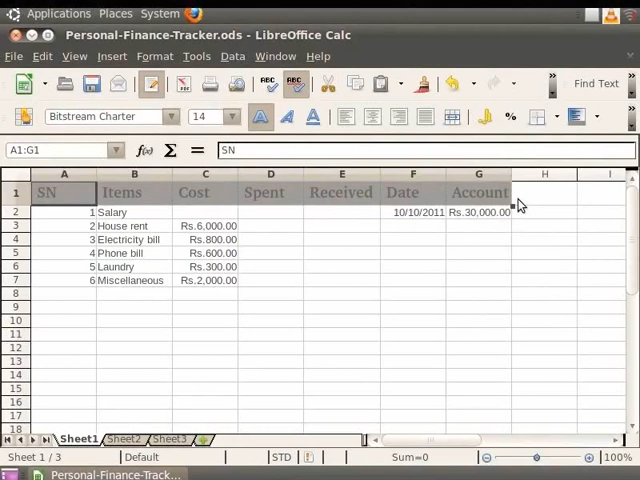 Applications Places System
Personal-Finance-Tracker.ods - LibreOffice Calc
File Edit View Insert Format Tools Data Window Help
Find Text
Bitstream Charter 14
A1:G1 f(x) Σ = SN
A B C D E F G H I
1 SN Items Cost Spent Received Date Account
2 1 Salary 10/10/2011 Rs.30,000.00
3 2 House rent Rs.6,000.00
4 3 Electricity bill Rs.800.00
5 4 Phone bill Rs.600.00
6 5 Laundry Rs.300.00
7 6 Miscellaneous Rs.2,000.00
8
9
10
11
12
13
14
15
16
17
18
Sheet1 Sheet2 Sheet3
Sheet 1 / 3 Default STD Sum=0 100%
Personal-Finance-Track...